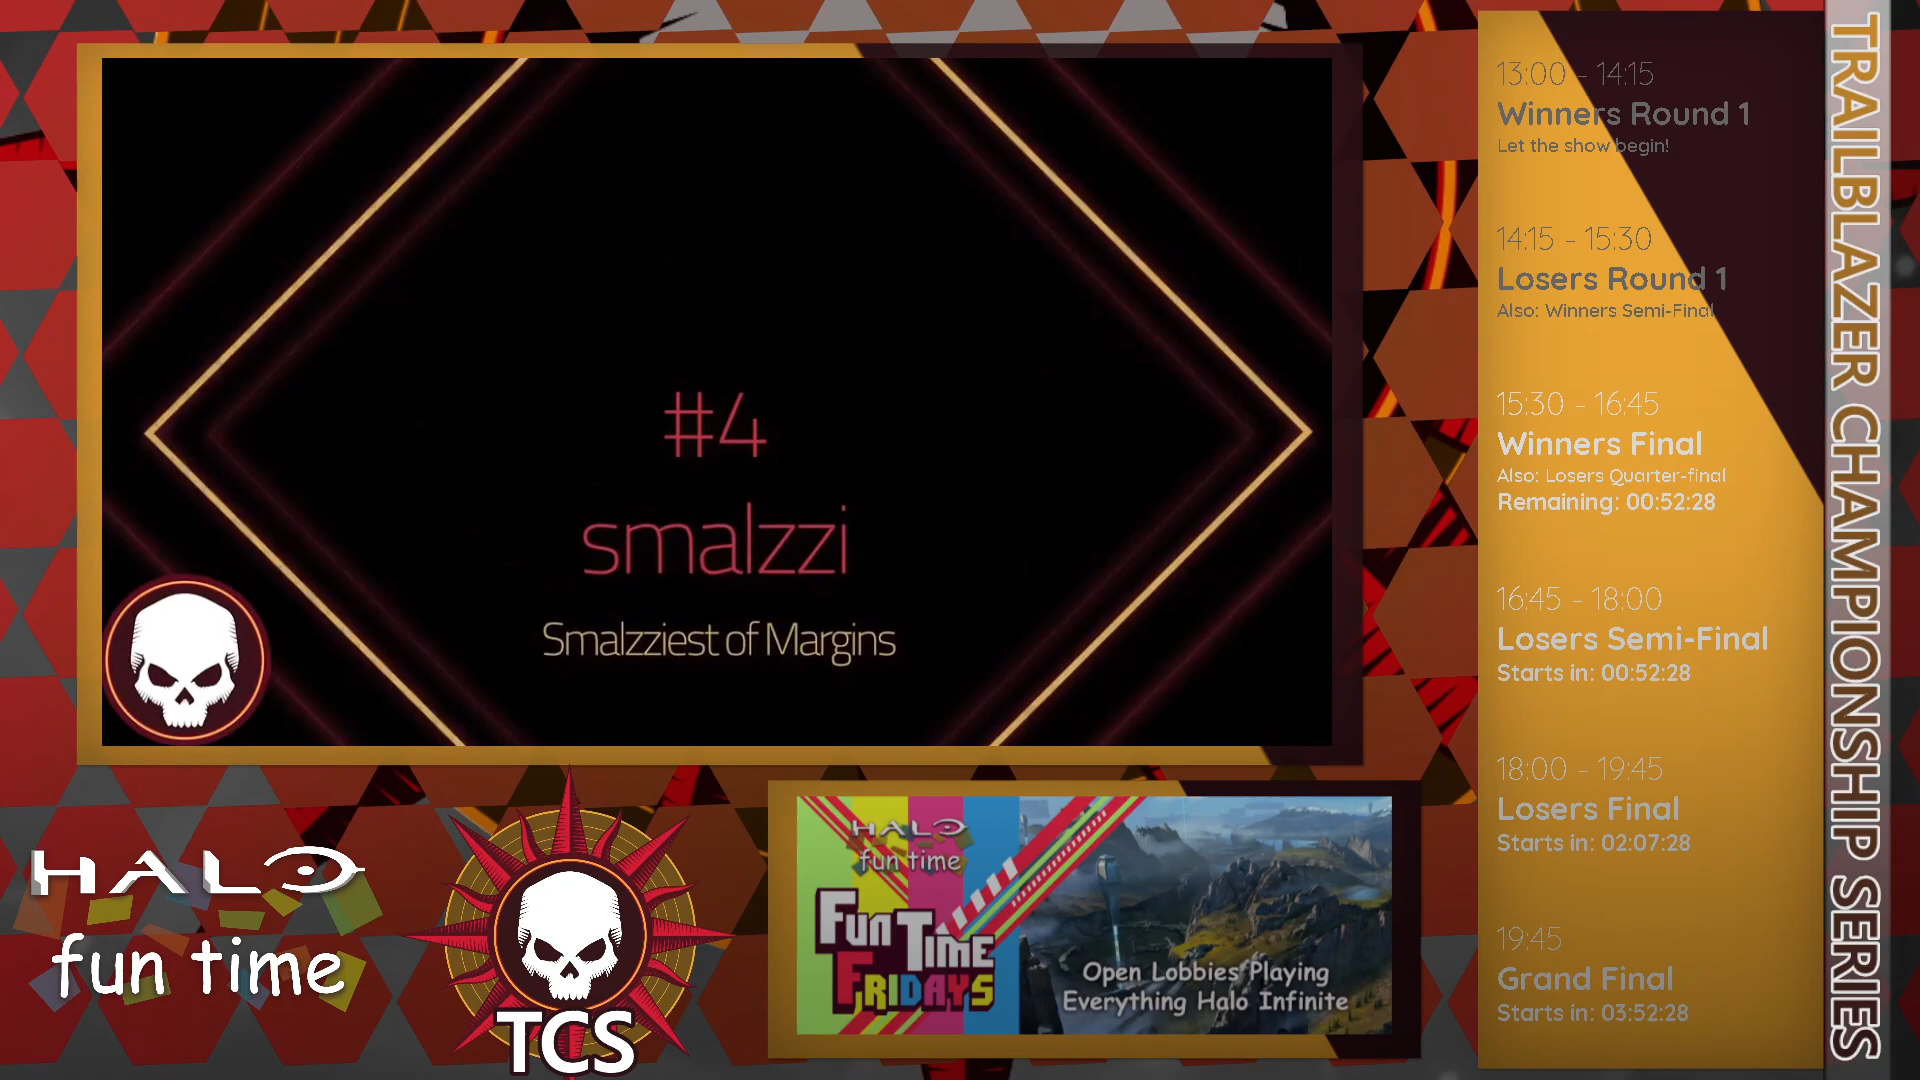 #4
smalzzi
Smalzziest of Margins
HALO
fun time
TCS
HALO
fun time
FUN TIME
FRIDAYS
Open Lobbies Playing
Everything Halo Infinite
13:00 - 14:15
Winners Round 1
Let the show begin!
14:15 - 15:30
Losers Round 1
Also: Winners Semi-Final
15:30 - 16:45
Winners Final
Also: Losers Quarter-final
Remaining: 00:52:28
16:45 - 18:00
Losers Semi-Final
Starts in: 00:52:28
18:00 - 19:45
Losers Final
Starts in: 02:07:28
19:45
Grand Final
Starts in: 03:52:28
TRAILBLAZER CHAMPIONSHIP SERIES